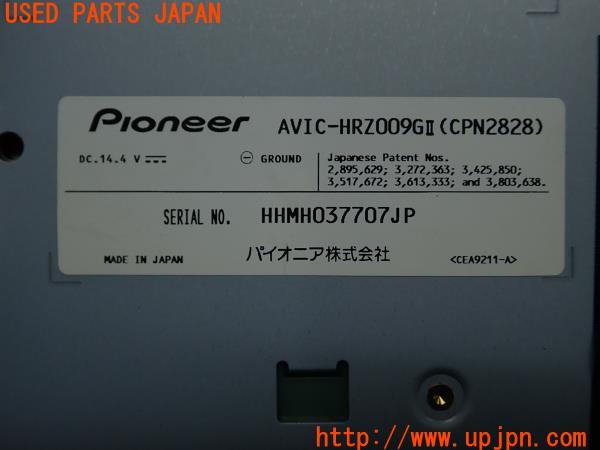 USED PARTS JAPAN
Pioneer AVIC-HRZ009GⅡ(CPN2828)
DC.14.4 V ⎓ ⊖ GROUND
Japanese Patent Nos.
2,895,629; 3,272,363; 3,425,850;
3,517,672; 3,613,333; and 3,803,638.
SERIAL NO. HHMH037707JP
MADE IN JAPAN パイオニア株式会社 <CEA9211-A>
http://www.upjpn.com/